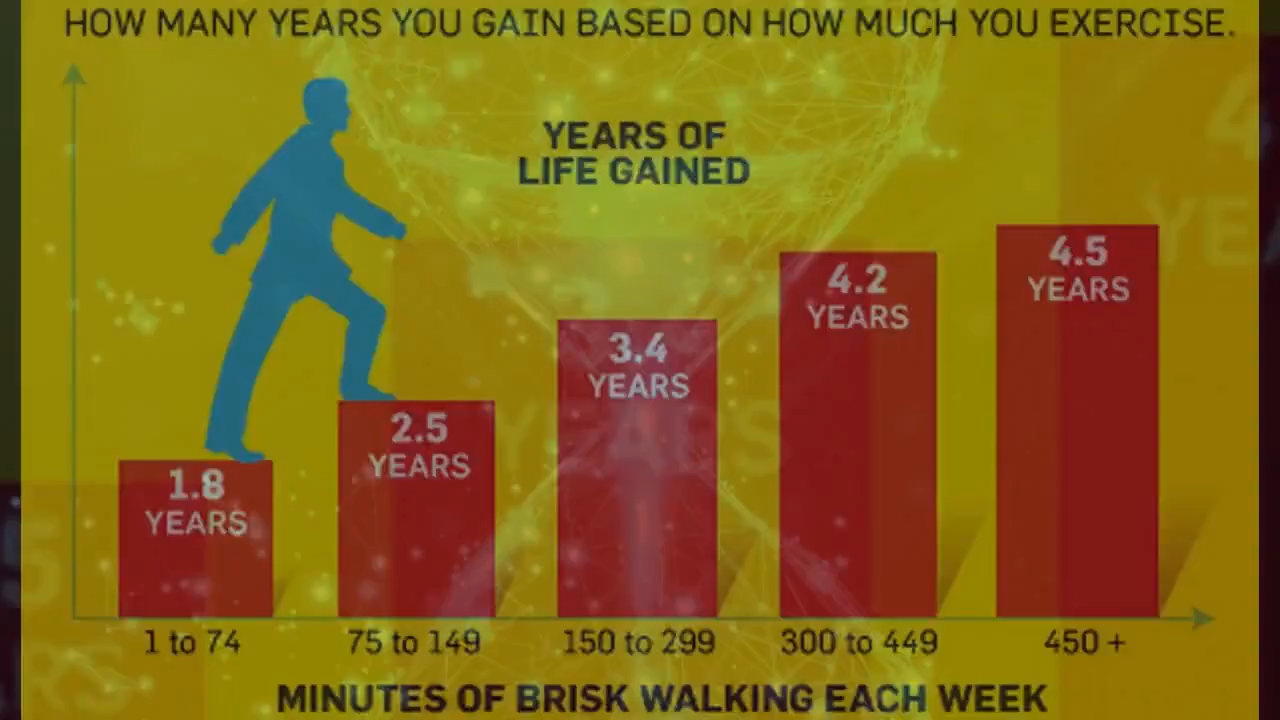 HOW MANY YEARS YOU GAIN BASED ON HOW MUCH YOU EXERCISE.
YEARS OF
LIFE GAINED
1.8
YEARS
2.5
YEARS
3.4
YEARS
4.2
YEARS
4.5
YEARS
1 to 74
75 to 149
150 to 299
300 to 449
450 +
MINUTES OF BRISK WALKING EACH WEEK